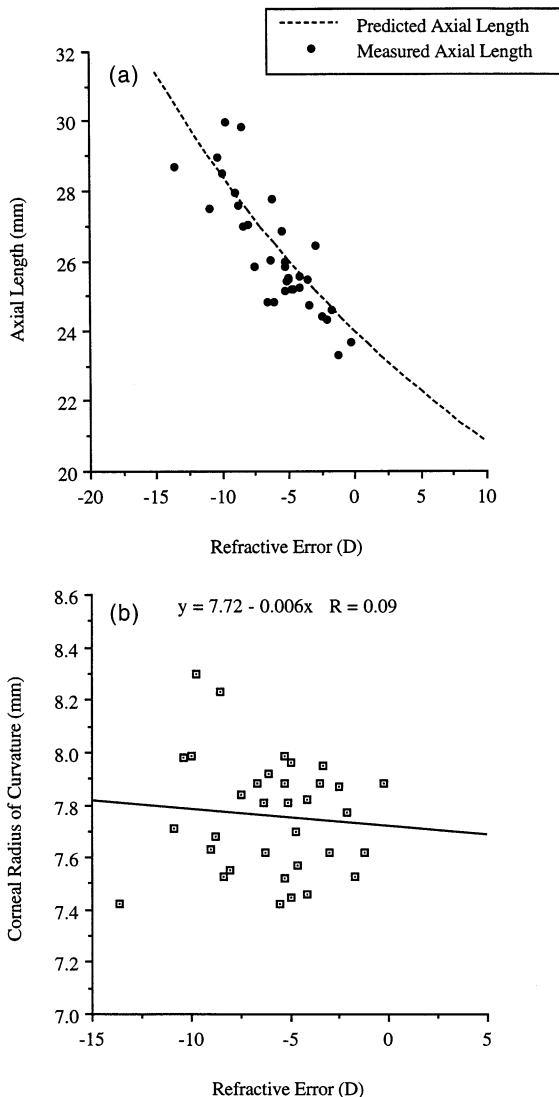 Predicted Axial Length
Measured Axial Length
(a)
32
30
28
26
24
22
20
Axial Length (mm)
-20 -15 -10 -5 0 5 10
Refractive Error (D)
(b)
y = 7.72 - 0.006x R = 0.09
8.6
8.4
8.2
8.0
7.8
7.6
7.4
7.2
7.0
Corneal Radius of Curvature (mm)
-15 -10 -5 0 5
Refractive Error (D)